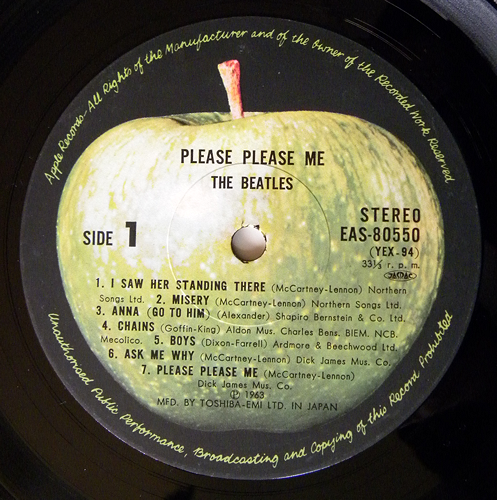 Apple Records-All Rights of the Manufacturer and of the Owner of the Recorded Work Reserved
PLEASE PLEASE ME
THE BEATLES
SIDE 1
STEREO
EAS-80550
(YEX-94)
33⅓ r. p. m.
JASRAC
1. I SAW HER STANDING THERE (McCartney-Lennon) Northern
Songs Ltd. 2. MISERY (McCartney-Lennon) Northern Songs Ltd.
3. ANNA (GO TO HIM) (Alexander) Shapiro Bernstein & Co. Ltd.
4. CHAINS (Goffin-King) Aldon Mus. Charles Bens. BIEM. NCB.
Mecolico. 5. BOYS (Dixon-Farrell) Ardmore & Beechwood Ltd.
6. ASK ME WHY (McCartney-Lennon) Dick James Mus. Co.
7. PLEASE PLEASE ME (McCartney-Lennon)
Dick James Mus. Co.
Ⓟ 1963
MFD. BY TOSHIBA-EMI LTD. IN JAPAN
Unauthorised Public Performance, Broadcasting and Copying of this Record Prohibited